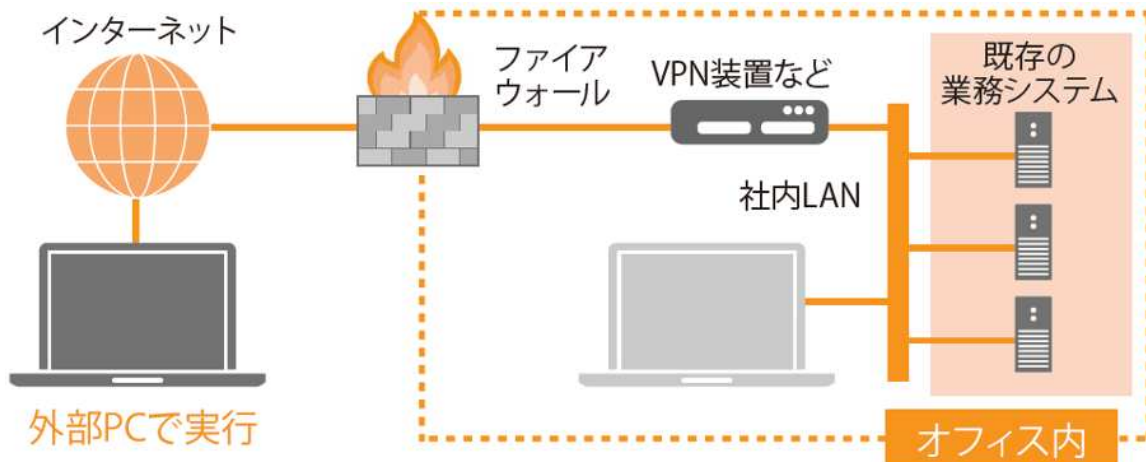 インターネット
ファイア
ウォール
VPN装置など
既存の
業務システム
社内LAN
外部PCで実行
オフィス内